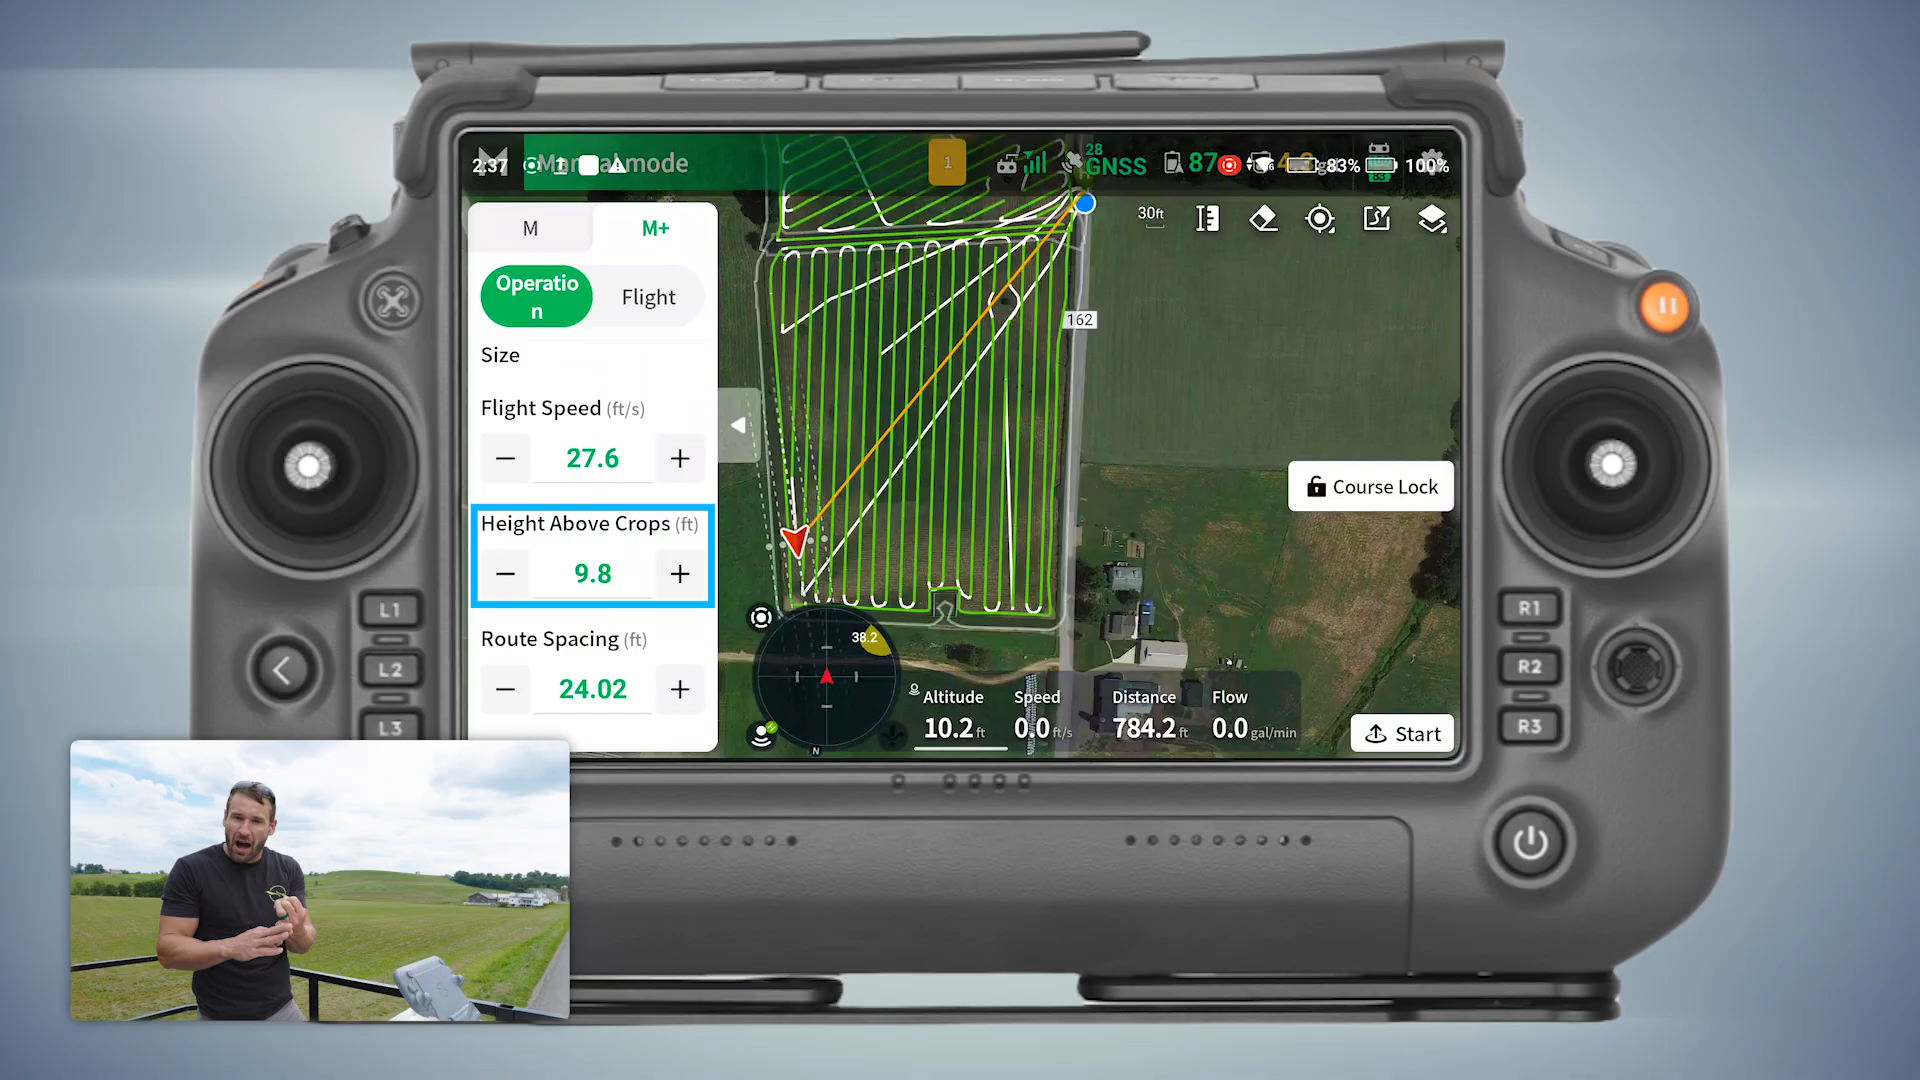 2:37
Manual mode
1
28
GNSS
87
83%
83
100%
M
M+
30ft
Operatio
n
Flight
Size
Flight Speed (ft/s)
27.6
162
Course Lock
Height Above Crops (ft)
9.8
L1
R1
Route Spacing (ft)
38.2
24.02
L2
R2
Altitude
Speed
Distance
Flow
10.2 ft
0.0 ft/s
784.2 ft
0.0 gal/min
Start
L3
R3
N